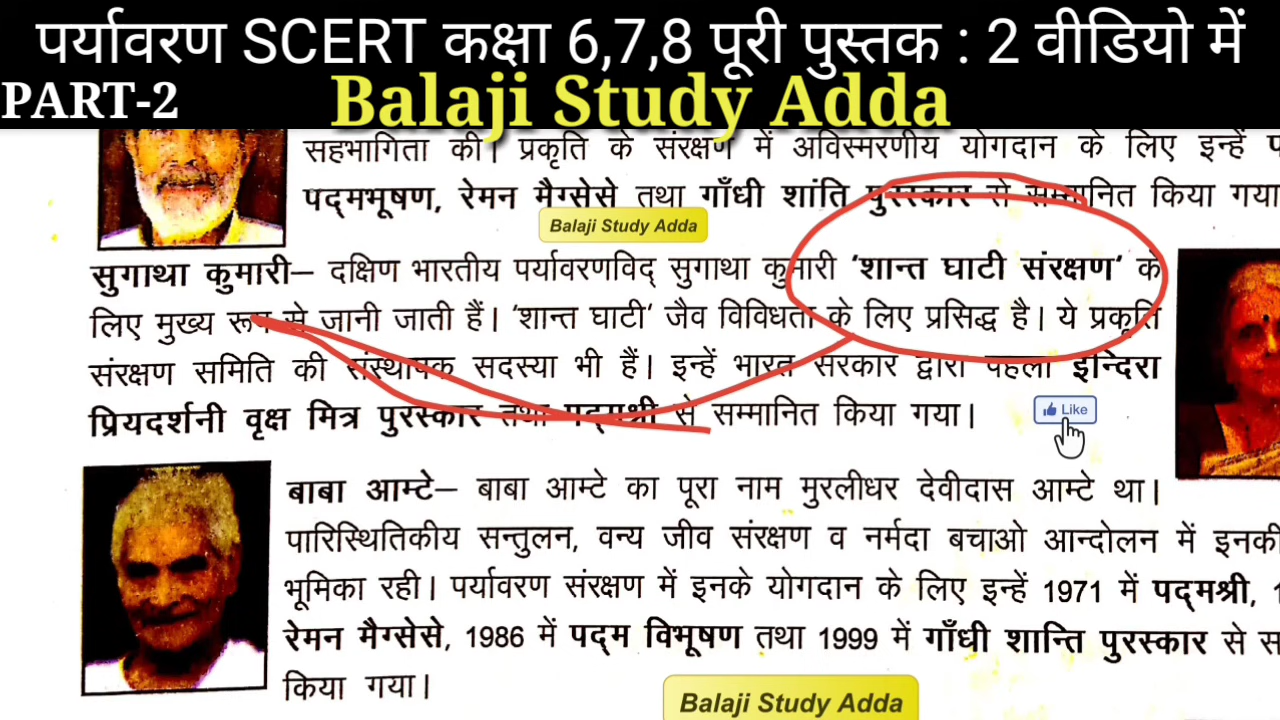 पर्यावरण SCERT कक्षा 6,7,8 पूरी पुस्तक : 2 वीडियो में
PART-2
Balaji Study Adda
सहभागिता की। प्रकृति के संरक्षण में अविस्मरणीय योगदान के लिए इन्हें
पद्मभूषण, रेमन मैग्सेसे तथा गाँधी शांति पुरस्कार से सम्मानित किया गया
Balaji Study Adda
सुगाथा कुमारी– दक्षिण भारतीय पर्यावरणविद् सुगाथा कुमारी ‘शान्त घाटी संरक्षण’ के
लिए मुख्य रूप से जानी जाती हैं। ‘शान्त घाटी’ जैव विविधता के लिए प्रसिद्ध है। ये प्रकृति
संरक्षण समिति की संस्थापक सदस्या भी हैं। इन्हें भारत सरकार द्वारा पहला इन्दिरा
प्रियदर्शनी वृक्ष मित्र पुरस्कार तथा पद्मश्री से सम्मानित किया गया।
Like
बाबा आम्टे– बाबा आम्टे का पूरा नाम मुरलीधर देवीदास आम्टे था।
पारिस्थितिकीय सन्तुलन, वन्य जीव संरक्षण व नर्मदा बचाओ आन्दोलन में इनकी
भूमिका रही। पर्यावरण संरक्षण में इनके योगदान के लिए इन्हें 1971 में पद्मश्री,
रेमन मैग्सेसे, 1986 में पद्म विभूषण तथा 1999 में गाँधी शान्ति पुरस्कार से
किया गया।
Balaji Study Adda